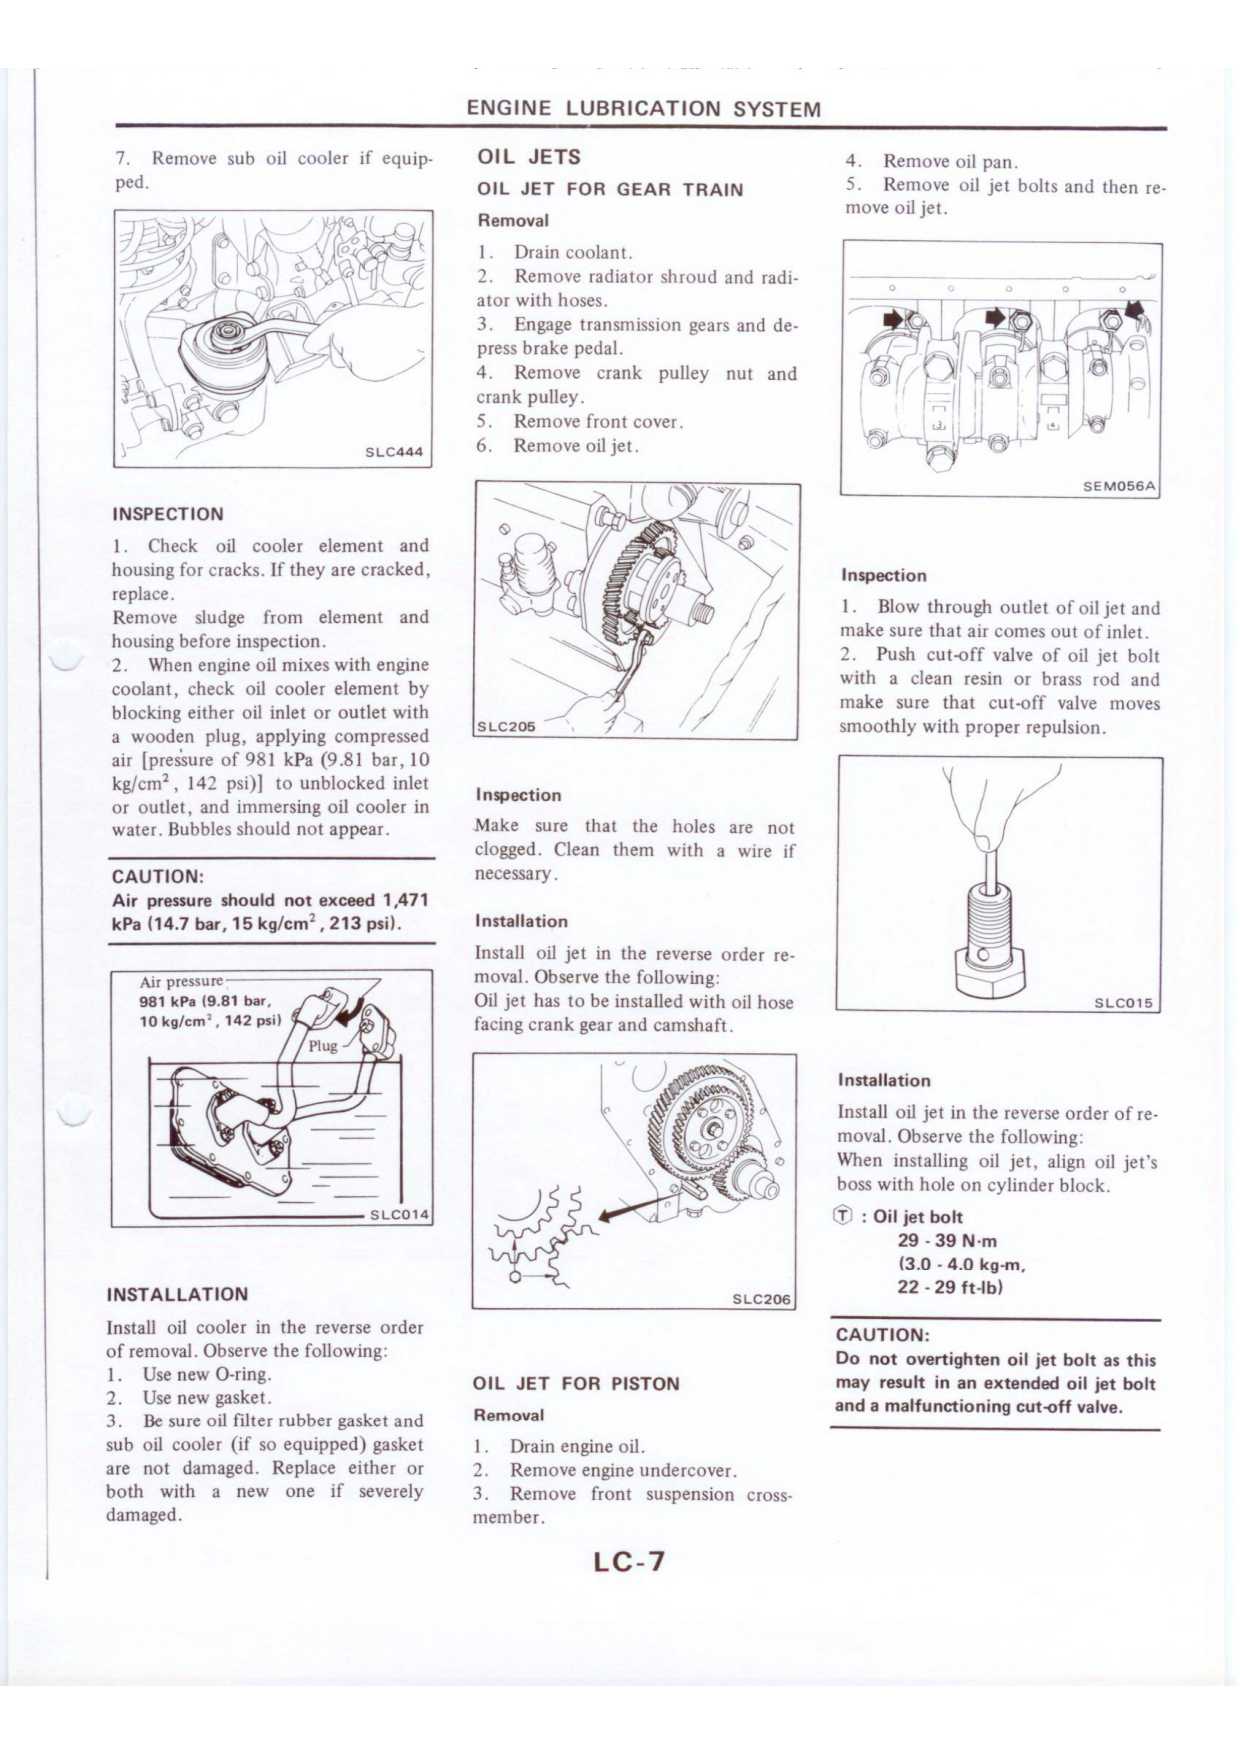 ENGINE LUBRICATION SYSTEM
7. Remove sub oil cooler if equip-
ped.
SLC444
INSPECTION
1. Check oil cooler element and
housing for cracks. If they are cracked,
replace.
Remove sludge from element and
housing before inspection.
2. When engine oil mixes with engine
coolant, check oil cooler element by
blocking either oil inlet or outlet with
a wooden plug, applying compressed
air [pressure of 981 kPa (9.81 bar, 10
kg/cm², 142 psi)] to unblocked inlet
or outlet, and immersing oil cooler in
water. Bubbles should not appear.
CAUTION:
Air pressure should not exceed 1,471
kPa (14.7 bar, 15 kg/cm², 213 psi).
Air pressure:
981 kPa (9.81 bar,
10 kg/cm², 142 psi)
Plug
SLC014
INSTALLATION
Install oil cooler in the reverse order
of removal. Observe the following:
1. Use new O-ring.
2. Use new gasket.
3. Be sure oil filter rubber gasket and
sub oil cooler (if so equipped) gasket
are not damaged. Replace either or
both with a new one if severely
damaged.
OIL JETS
OIL JET FOR GEAR TRAIN
Removal
1. Drain coolant.
2. Remove radiator shroud and radi-
ator with hoses.
3. Engage transmission gears and de-
press brake pedal.
4. Remove crank pulley nut and
crank pulley.
5. Remove front cover.
6. Remove oil jet.
SLC205
Inspection
Make sure that the holes are not
clogged. Clean them with a wire if
necessary.
Installation
Install oil jet in the reverse order re-
moval. Observe the following:
Oil jet has to be installed with oil hose
facing crank gear and camshaft.
SLC206
OIL JET FOR PISTON
Removal
1. Drain engine oil.
2. Remove engine undercover.
3. Remove front suspension cross-
member.
4. Remove oil pan.
5. Remove oil jet bolts and then re-
move oil jet.
SEM056A
Inspection
1. Blow through outlet of oil jet and
make sure that air comes out of inlet.
2. Push cut-off valve of oil jet bolt
with a clean resin or brass rod and
make sure that cut-off valve moves
smoothly with proper repulsion.
SLC015
Installation
Install oil jet in the reverse order of re-
moval. Observe the following:
When installing oil jet, align oil jet's
boss with hole on cylinder block.
Ⓣ : Oil jet bolt
29 - 39 N·m
(3.0 - 4.0 kg-m,
22 - 29 ft-lb)
CAUTION:
Do not overtighten oil jet bolt as this
may result in an extended oil jet bolt
and a malfunctioning cut-off valve.
LC-7